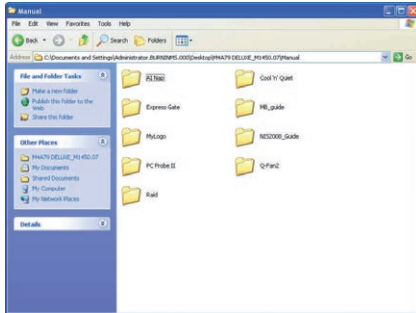 Manual
File Edit View Favorites Tools Help
Back Search Folders
Address C:\Documents and Settings\Administrator.BURNINM5.000\Desktop\M4A79 DELUXE_M1450.07\Manual Go
File and Folder Tasks
Make a new folder
Publish this folder to the
Web
Share this folder
Other Places
M4A79 DELUXE_M1450.07
My Documents
Shared Documents
My Computer
My Network Places
Details
AI Nap Cool 'n' Quiet
Express Gate MB_guide
MyLogo NIS2008_Guide
PC Probe II Q-Fan2
Raid